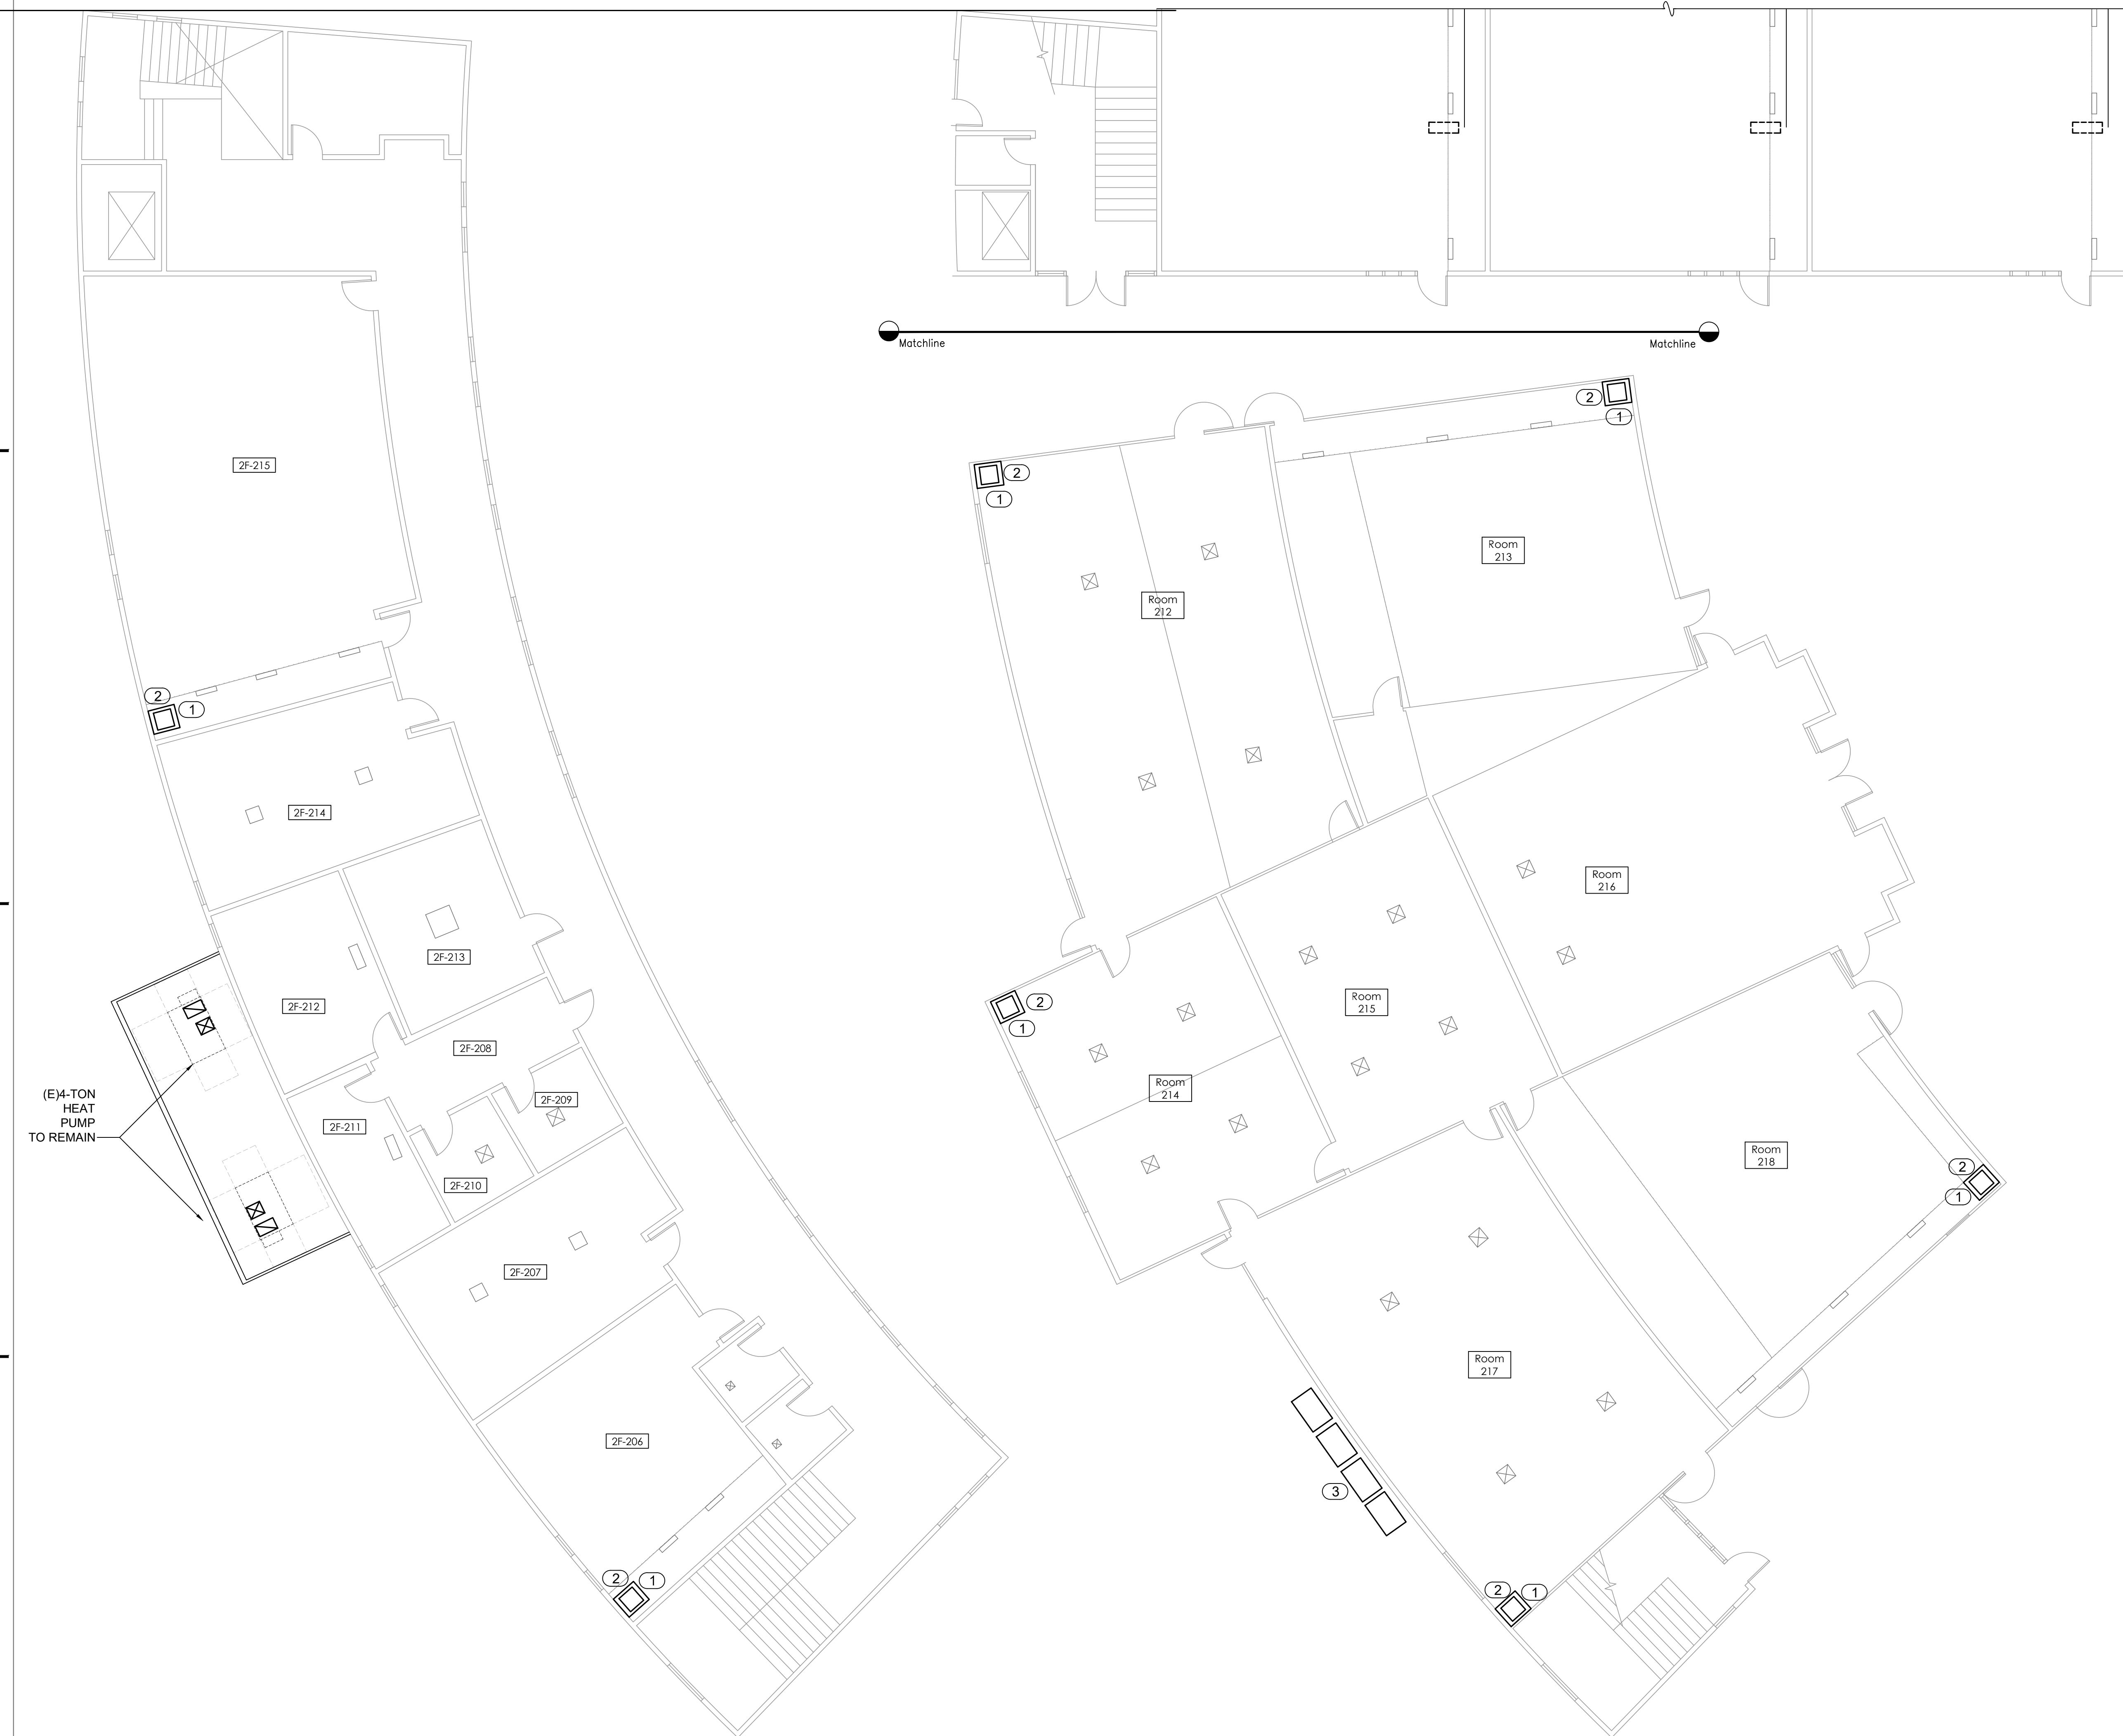 Matchline
Matchline
2
1
2
1
2F-215
Room
213
Room
212
2
1
2F-214
Room
216
2F-213
2F-212
2
1
Room
215
2F-208
Room
214
(E)4-TON
HEAT
PUMP
TO REMAIN
2F-209
2F-211
2F-210
Room
218
2
1
2F-207
Room
217
2F-206
3
2
1
2
1